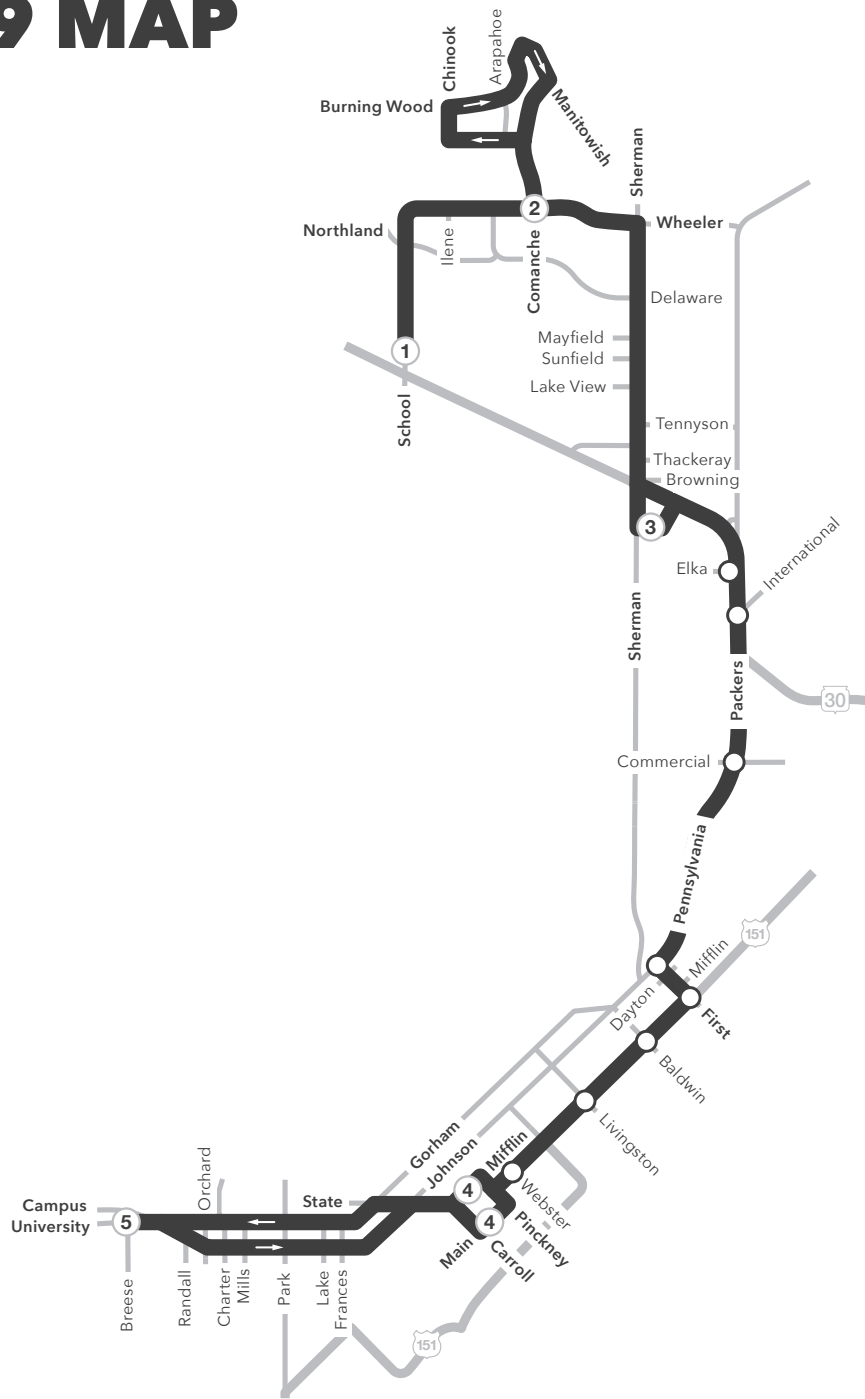 9 MAP
Chinook
Arapahoe
Burning Wood
Manitowish
Sherman
2
Wheeler
Northland
Ilene
Comanche
Delaware
Mayfield
Sunfield
1
Lake View
School
Tennyson
Thackeray
Browning
3
International
Elka
Sherman
Packers
30
Commercial
Pennsylvania
151
Mifflin
Dayton
First
Baldwin
Livingston
Gorham
Johnson
Mifflin
Orchard
State
4
Webster
Campus
University
5
4
Pinckney
Main
Carroll
Breese
Randall
Charter
Mills
Park
Lake
Frances
151